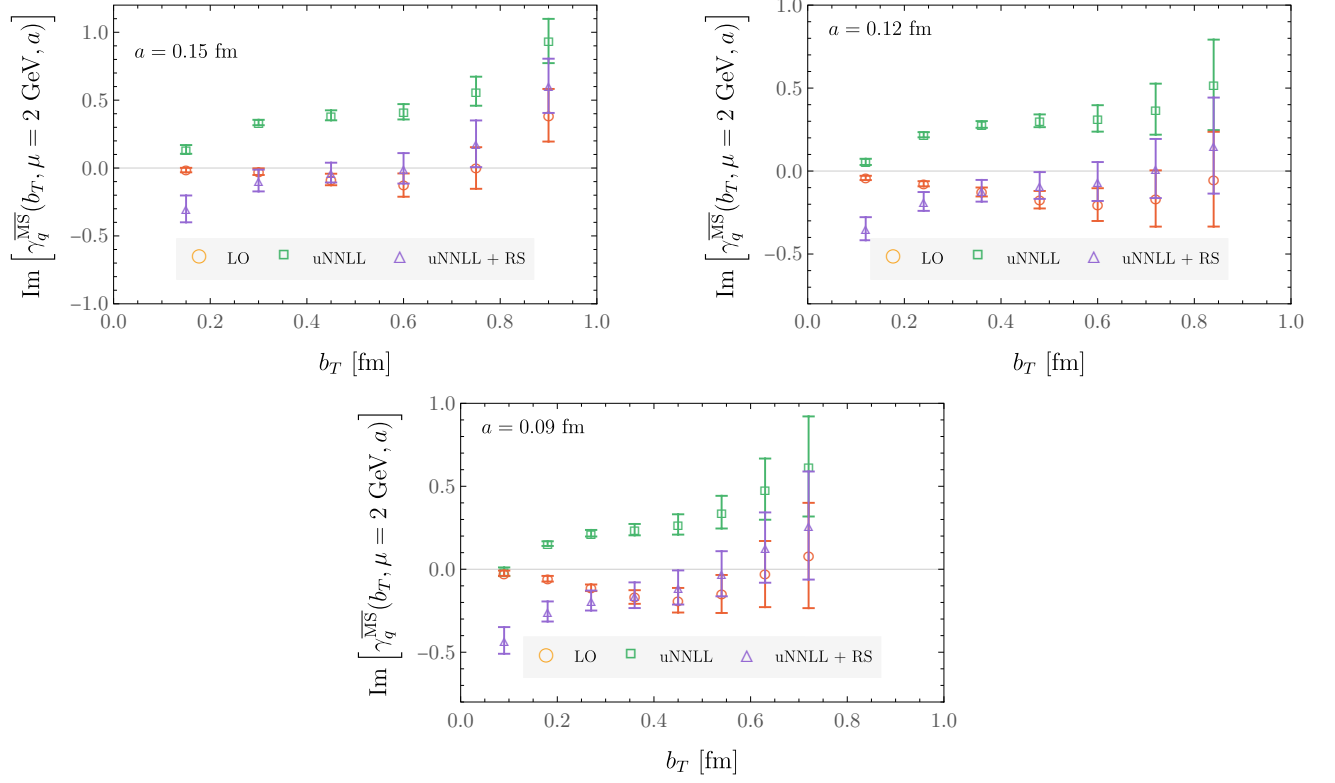 Im [γ_q^{\overline{MS}}(b_T, μ = 2 GeV, a)]
a = 0.15 fm
1.0
0.5
0.0
−0.5
−1.0
LO uNNLL uNNLL + RS
0.0 0.2 0.4 0.6 0.8 1.0
b_T [fm]
Im [γ_q^{\overline{MS}}(b_T, μ = 2 GeV, a)]
a = 0.12 fm
1.0
0.5
0.0
−0.5
LO uNNLL uNNLL + RS
0.0 0.2 0.4 0.6 0.8 1.0
b_T [fm]
Im [γ_q^{\overline{MS}}(b_T, μ = 2 GeV, a)]
a = 0.09 fm
1.0
0.5
0.0
−0.5
LO uNNLL uNNLL + RS
0.0 0.2 0.4 0.6 0.8 1.0
b_T [fm]